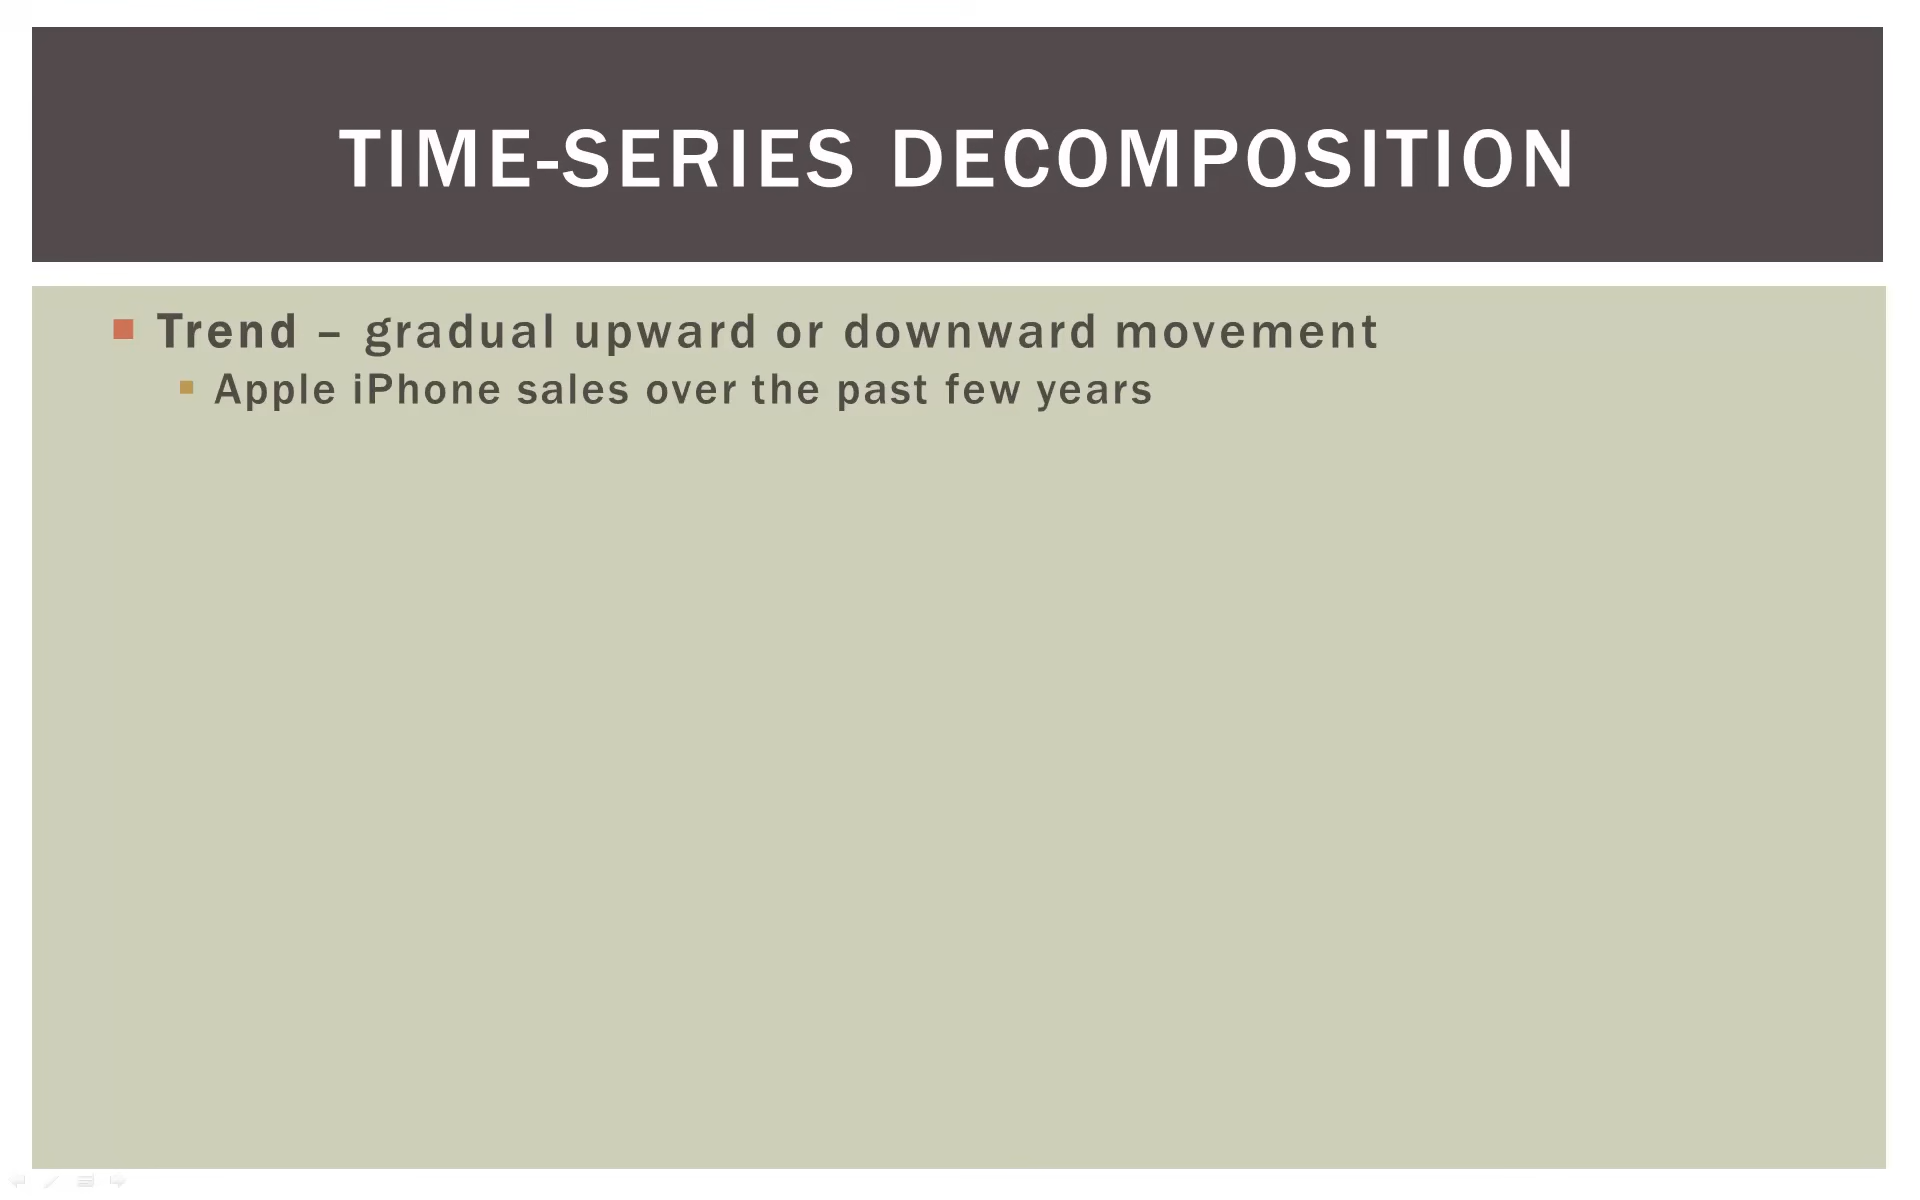 TIME-SERIES DECOMPOSITION
Trend – gradual upward or downward movement
Apple iPhone sales over the past few years